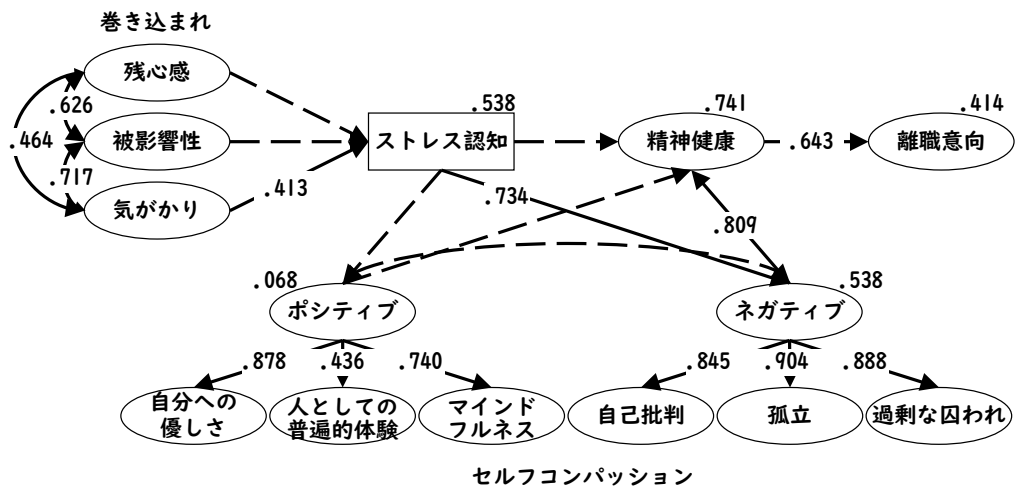 巻き込まれ
残心感
.626
.464
被影響性
.717
気がかり
.413
.538
ストレス認知
.741
精神健康
.643
.414
離職意向
.734
.809
.068
ポジティブ
.538
ネガティブ
.878
.436
.740
.845
.904
.888
自分への
優しさ
人としての
普遍的体験
マインド
フルネス
自己批判
孤立
過剰な囚われ
セルフコンパッション